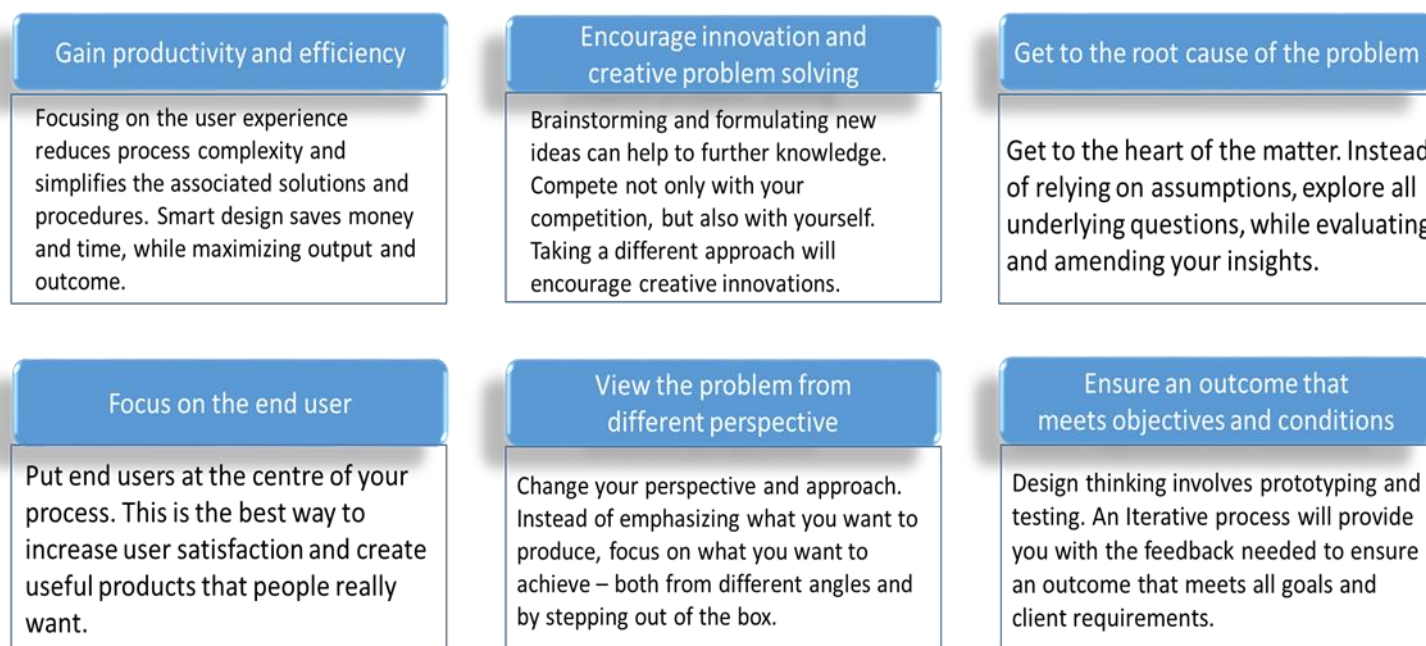 Gain productivity and efficiency
Focusing on the user experience
reduces process complexity and
simplifies the associated solutions and
procedures. Smart design saves money
and time, while maximizing output and
outcome.
Encourage innovation and
creative problem solving
Brainstorming and formulating new
ideas can help to further knowledge.
Compete not only with your
competition, but also with yourself.
Taking a different approach will
encourage creative innovations.
Get to the root cause of the problem
Get to the heart of the matter. Instead
of relying on assumptions, explore all
underlying questions, while evaluating
and amending your insights.
Focus on the end user
Put end users at the centre of your
process. This is the best way to
increase user satisfaction and create
useful products that people really
want.
View the problem from
different perspective
Change your perspective and approach.
Instead of emphasizing what you want to
produce, focus on what you want to
achieve – both from different angles and
by stepping out of the box.
Ensure an outcome that
meets objectives and conditions
Design thinking involves prototyping and
testing. An Iterative process will provide
you with the feedback needed to ensure
an outcome that meets all goals and
client requirements.